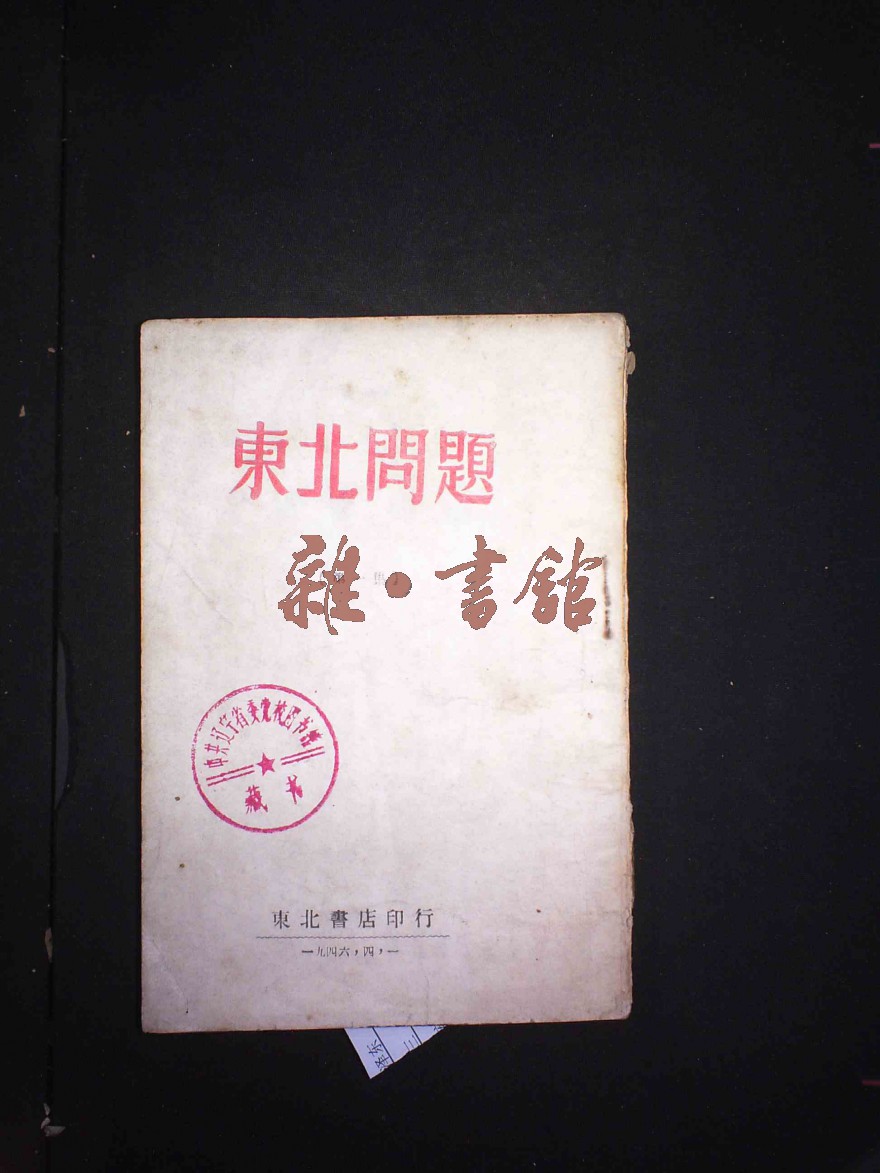 東北問題
雜·書館
中共辽宁省委党校图书馆
藏书
東北書店印行
一九四六，四，一